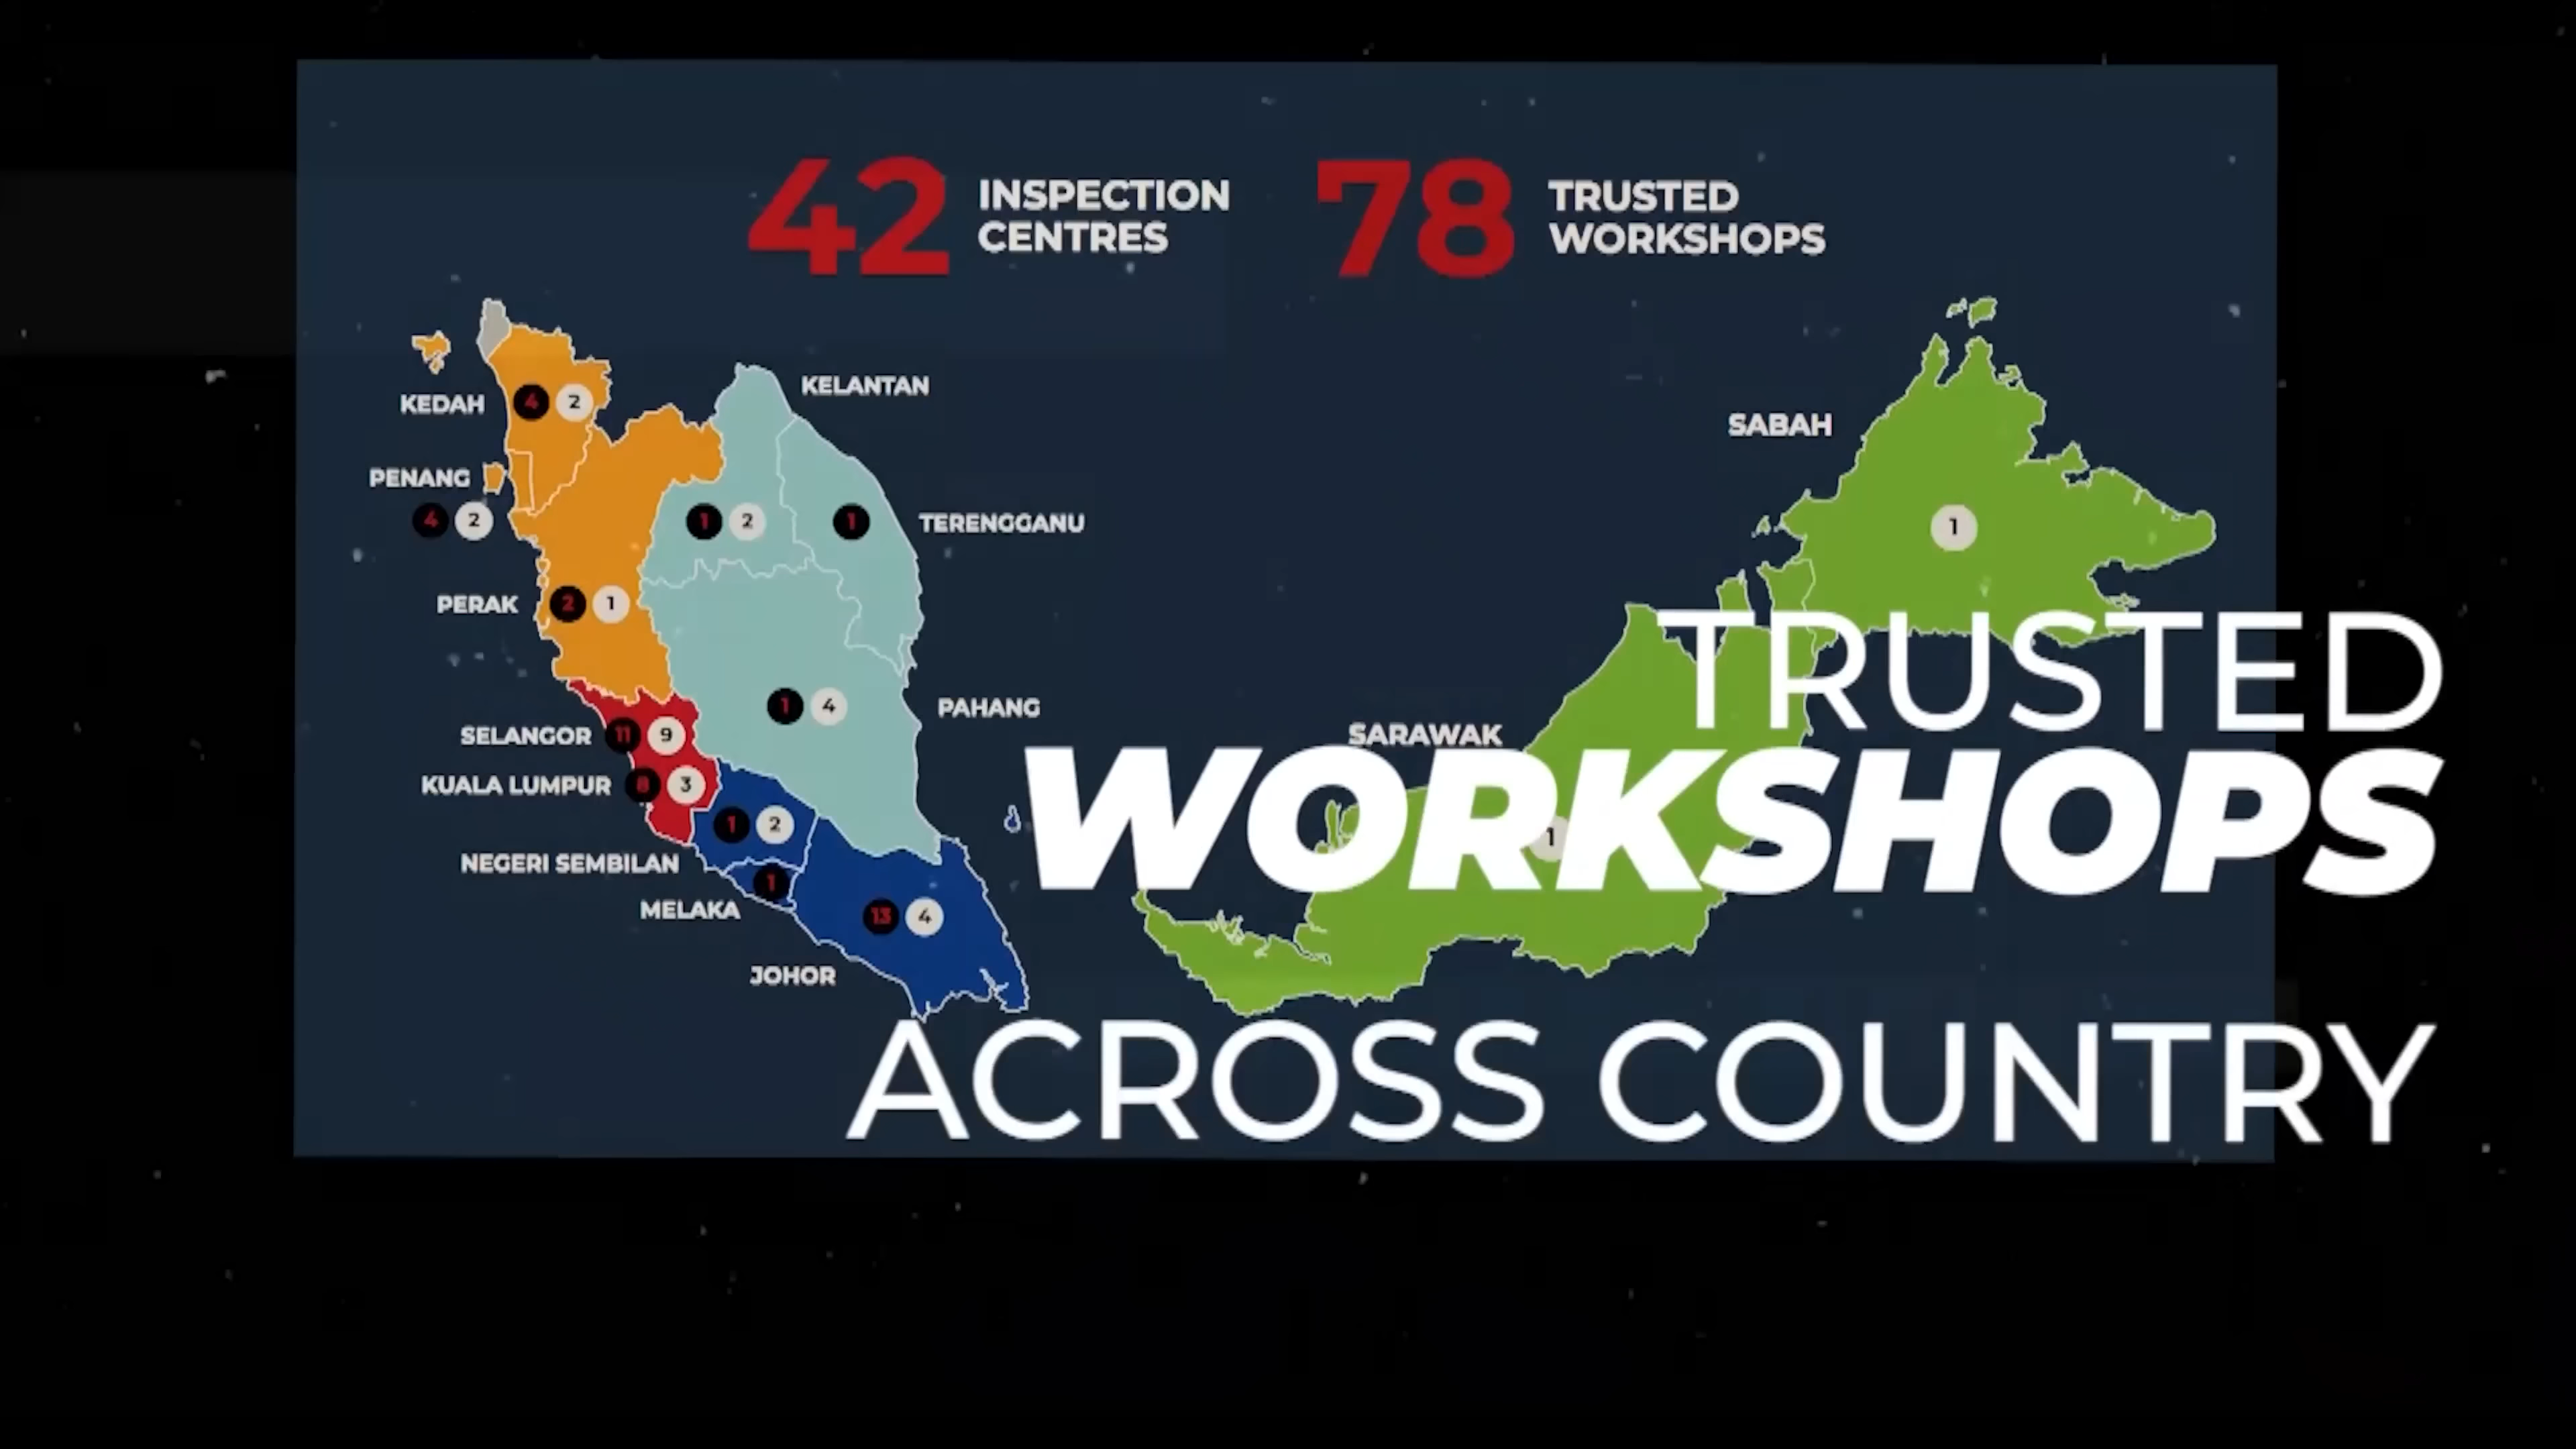 42 INSPECTION CENTRES
78 TRUSTED WORKSHOPS
KELANTAN
KEDAH 4 2
SABAH
PENANG
4 2
1 2
1 TERENGGANU
1
PERAK 2 1
1 4 PAHANG
SELANGOR 11 9
SARAWAK
KUALA LUMPUR 8 3
1 2
1
NEGERI SEMBILAN
1
MELAKA
13 4
JOHOR
TRUSTED
WORKSHOPS
ACROSS COUNTRY